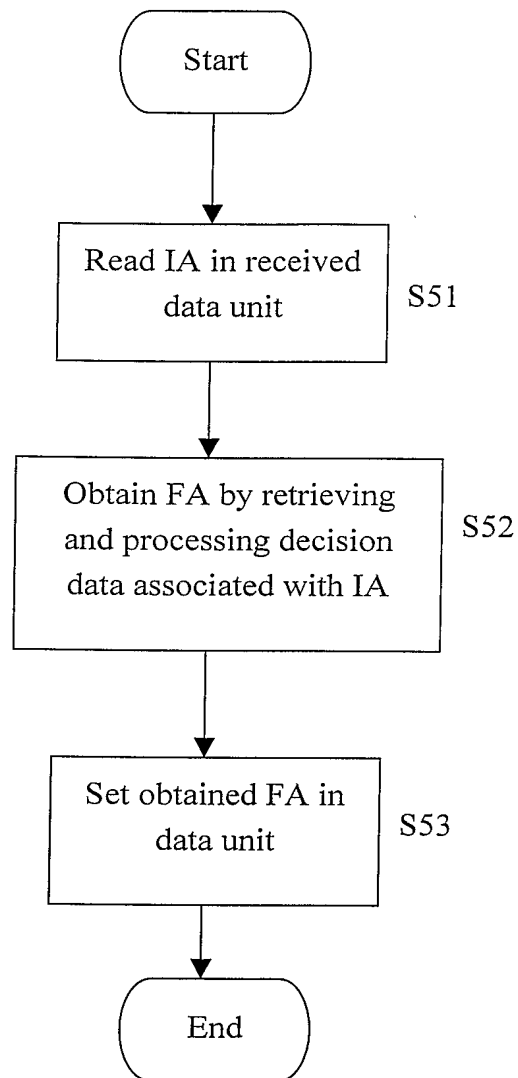 Start
Read IA in received
data unit
S51
Obtain FA by retrieving
and processing decision
data associated with IA
S52
Set obtained FA in
data unit
S53
End